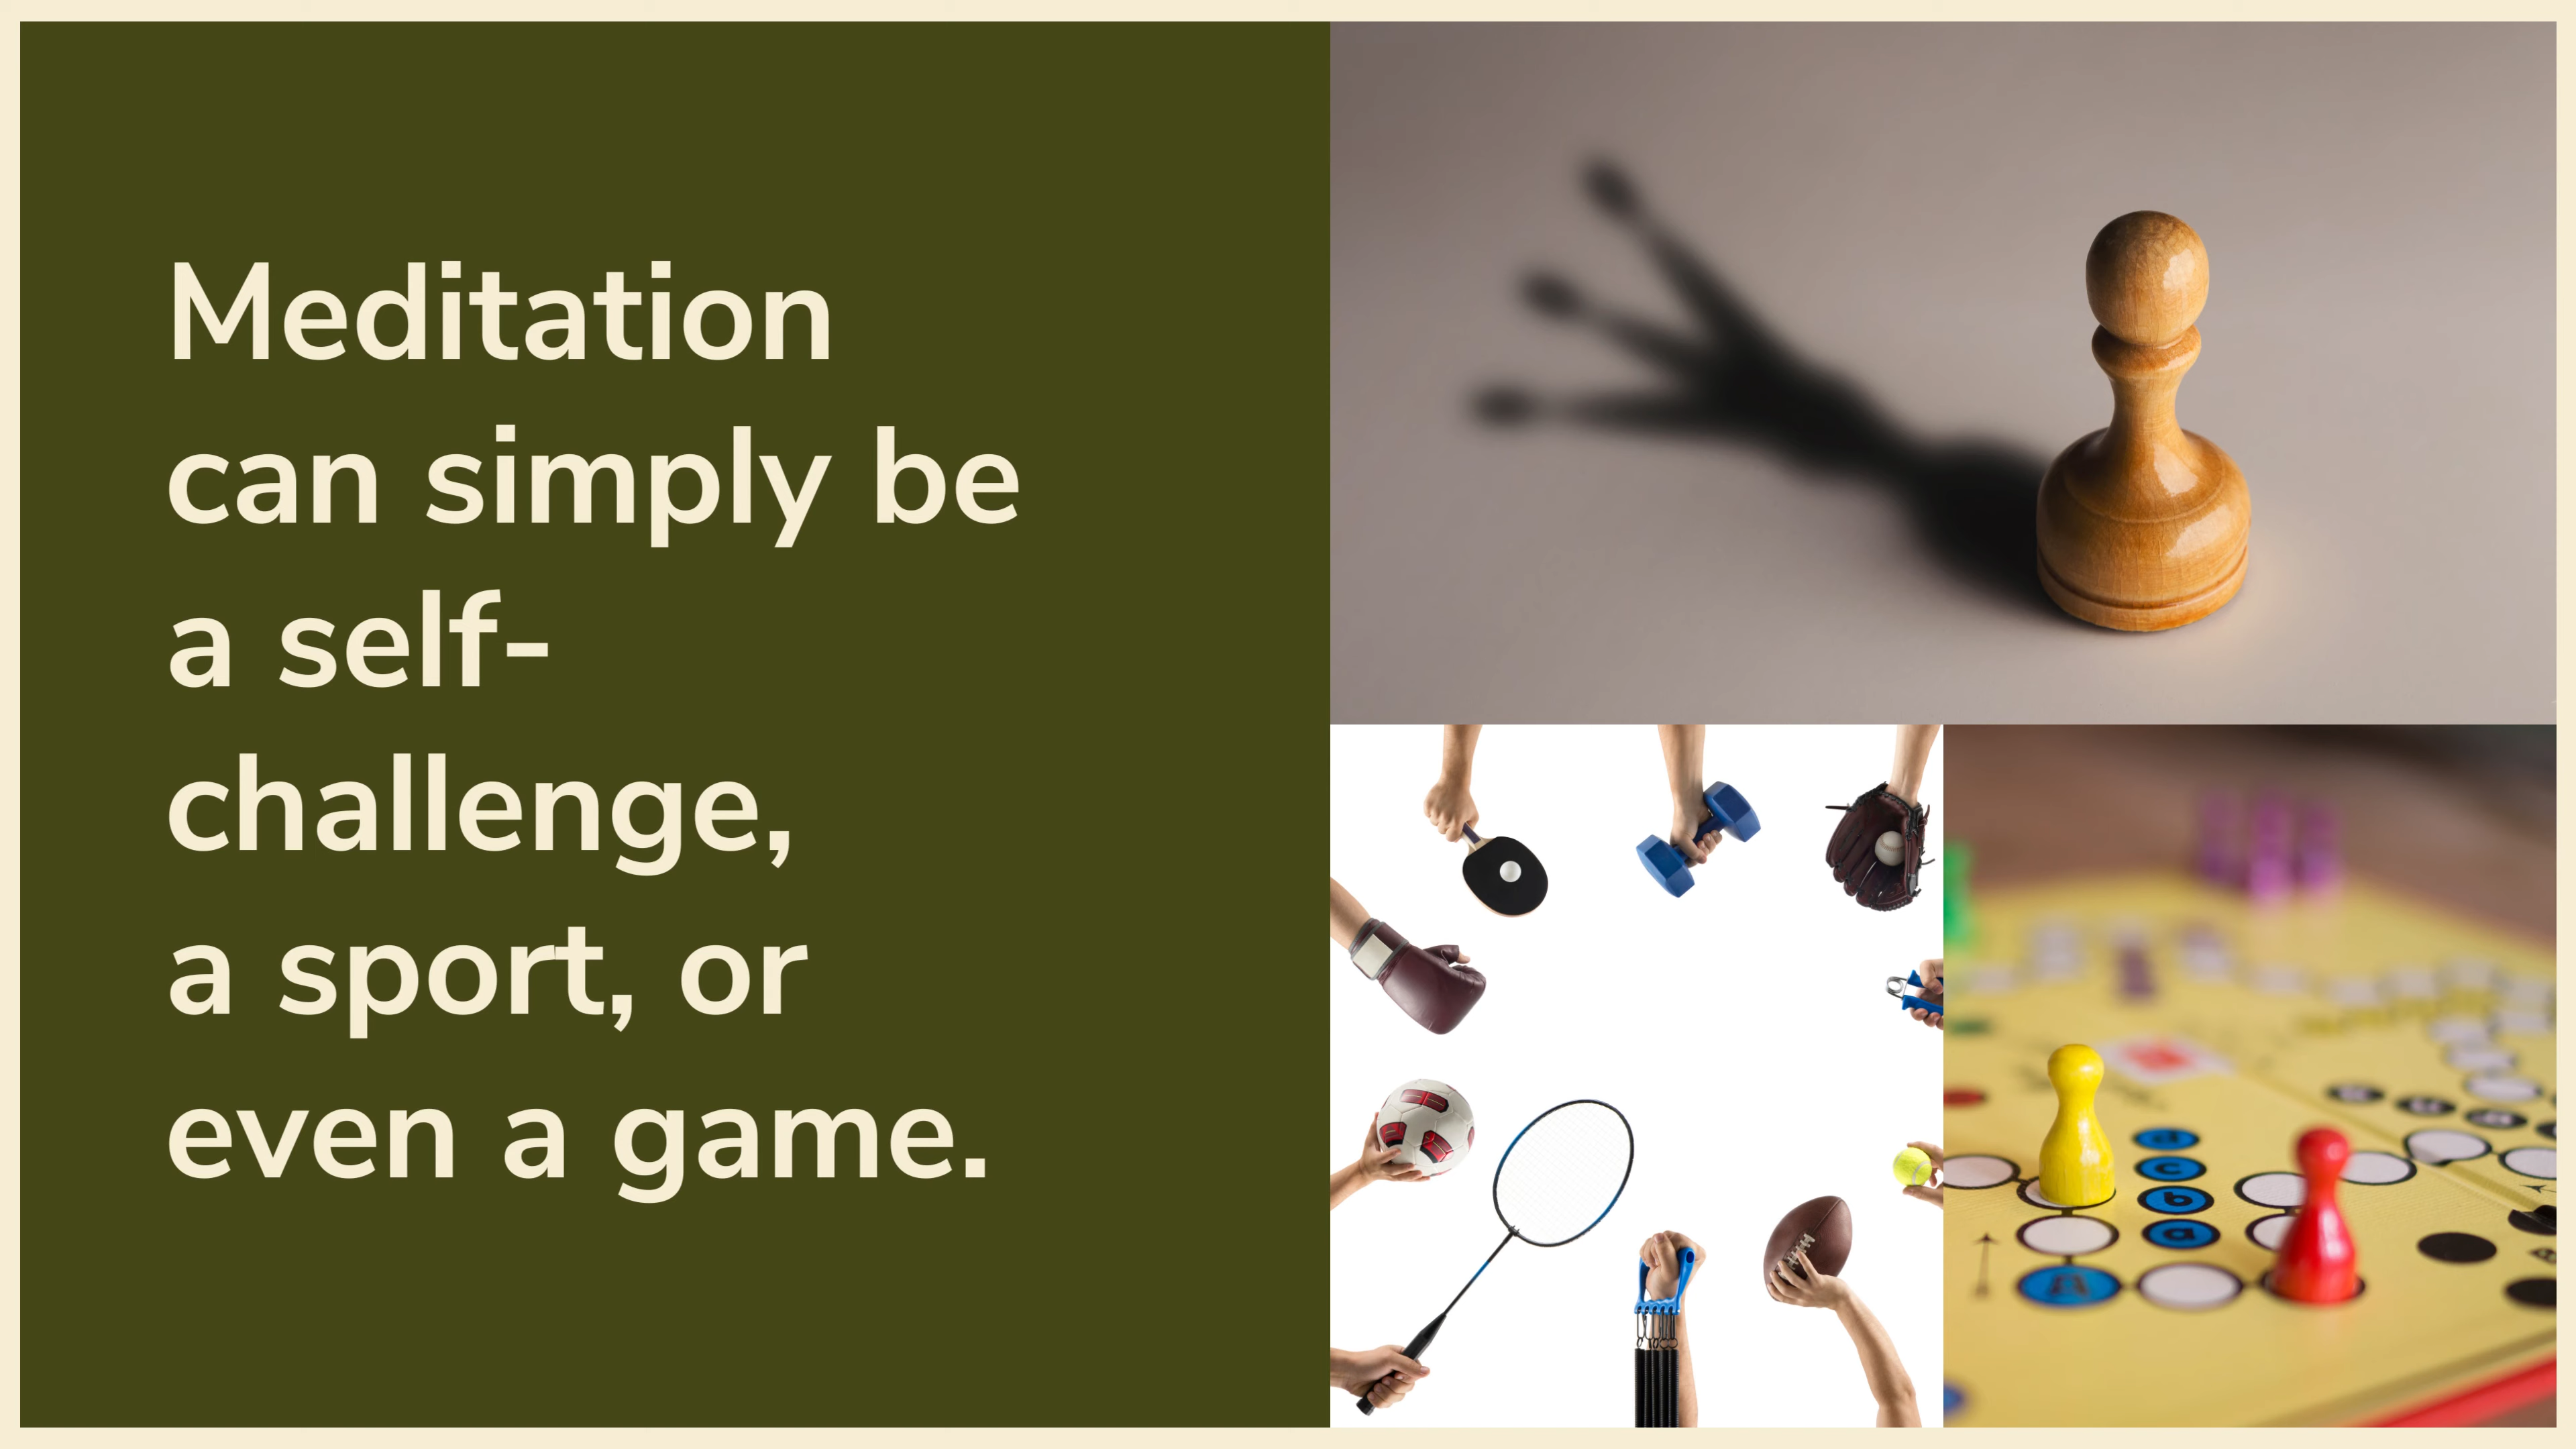 Meditation
can simply be
a self-
challenge,
a sport, or
even a game.
d
c
b
a
A